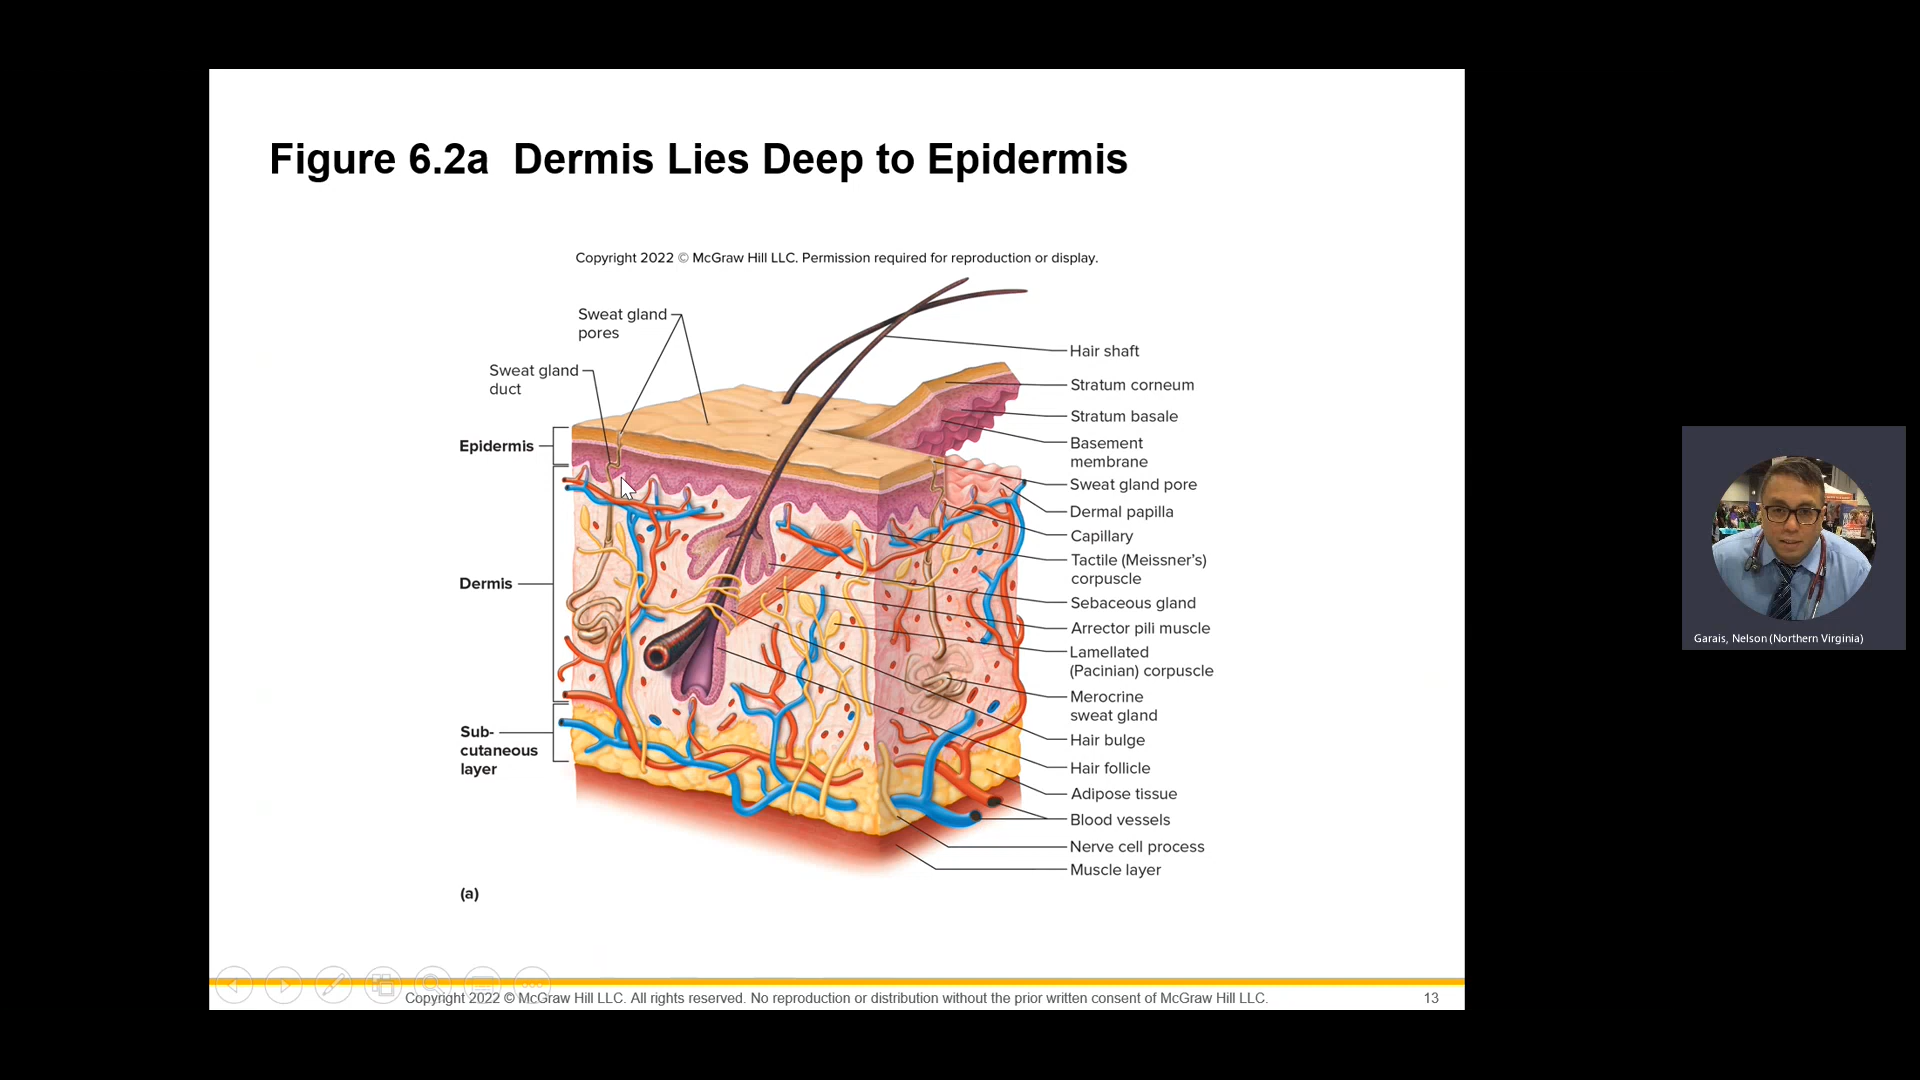 Figure 6.2a  Dermis Lies Deep to Epidermis
Copyright 2022 © McGraw Hill LLC. Permission required for reproduction or display.
Sweat gland
pores
Sweat gland
duct
Epidermis
Dermis
Sub-
cutaneous
layer
Hair shaft
Stratum corneum
Stratum basale
Basement
membrane
Sweat gland pore
Dermal papilla
Capillary
Tactile (Meissner's)
corpuscle
Sebaceous gland
Arrector pili muscle
Lamellated
(Pacinian) corpuscle
Merocrine
sweat gland
Hair bulge
Hair follicle
Adipose tissue
Blood vessels
Nerve cell process
Muscle layer
(a)
Copyright 2022 © McGraw Hill LLC. All rights reserved. No reproduction or distribution without the prior written consent of McGraw Hill LLC.
13
Garais, Nelson (Northern Virginia)